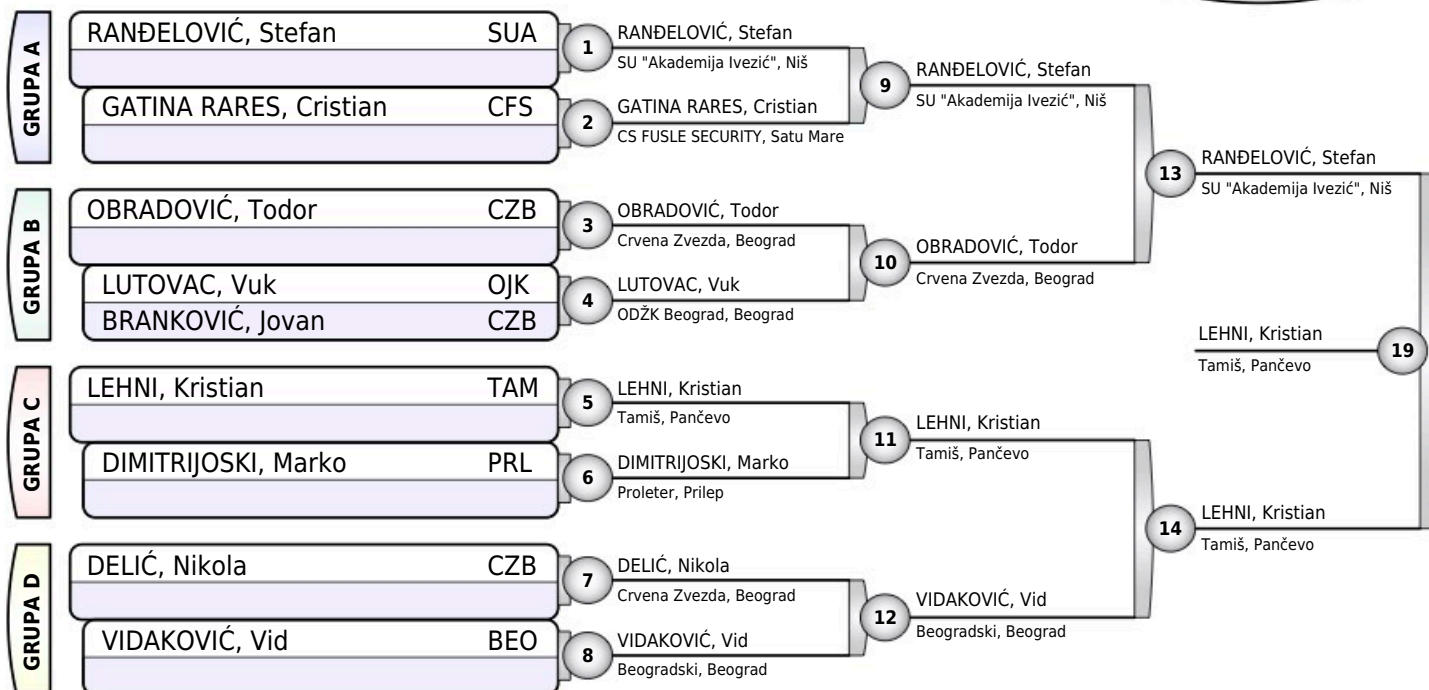 GRUPA A
RANĐELOVIĆ, Stefan SUA
GATINA RARES, Cristian CFS
1
RANĐELOVIĆ, Stefan
SU "Akademija Ivezić", Niš
2
GATINA RARES, Cristian
CS FUSLE SECURITY, Satu Mare
9
RANĐELOVIĆ, Stefan
SU "Akademija Ivezić", Niš
GRUPA B
OBRADOVIĆ, Todor CZB
LUTOVAC, Vuk OJK
BRANKOVIĆ, Jovan CZB
3
OBRADOVIĆ, Todor
Crvena Zvezda, Beograd
4
LUTOVAC, Vuk
ODŽK Beograd, Beograd
10
OBRADOVIĆ, Todor
Crvena Zvezda, Beograd
13
RANĐELOVIĆ, Stefan
SU "Akademija Ivezić", Niš
GRUPA C
LEHNI, Kristian TAM
DIMITRIJOSKI, Marko PRL
5
LEHNI, Kristian
Tamiš, Pančevo
6
DIMITRIJOSKI, Marko
Proleter, Prilep
11
LEHNI, Kristian
Tamiš, Pančevo
GRUPA D
DELIĆ, Nikola CZB
VIDAKOVIĆ, Vid BEO
7
DELIĆ, Nikola
Crvena Zvezda, Beograd
8
VIDAKOVIĆ, Vid
Beogradski, Beograd
12
VIDAKOVIĆ, Vid
Beogradski, Beograd
14
LEHNI, Kristian
Tamiš, Pančevo
LEHNI, Kristian
Tamiš, Pančevo
19